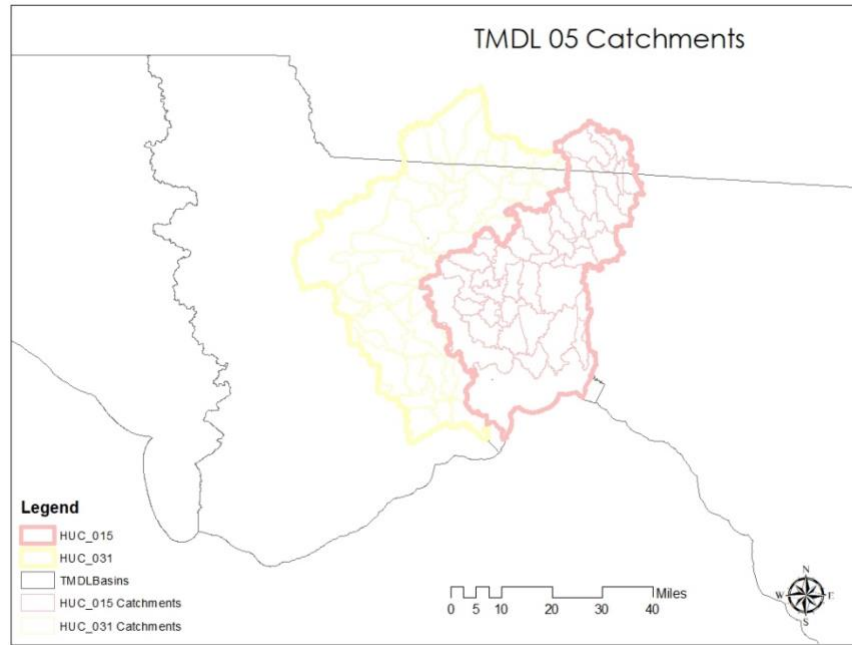 TMDL 05 Catchments
Legend
HUC_015
HUC_031
TMDLBasins
HUC_015 Catchments
HUC_031 Catchments
0 5 10 20 30 40 Miles
N
W E
S